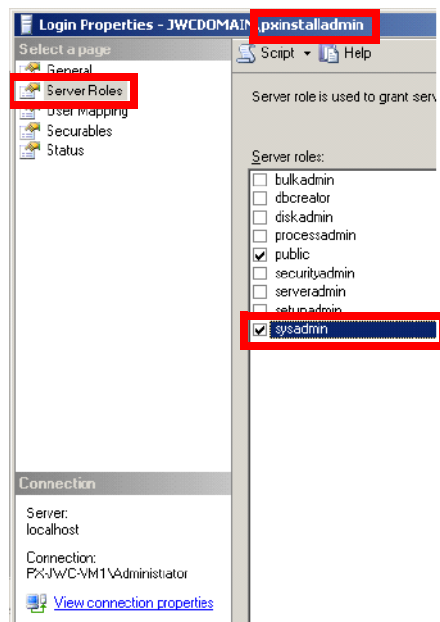 Login Properties - JWCDOMAIN\pxinstalladmin
Select a page
General
Server Roles
User Mapping
Securables
Status
Script Help
Server role is used to grant serv
Server roles:
bulkadmin
dbcreator
diskadmin
processadmin
public
securityadmin
serveradmin
setupadmin
sysadmin
Connection
Server:
localhost
Connection:
PX-JWC-VM1\Administrator
View connection properties